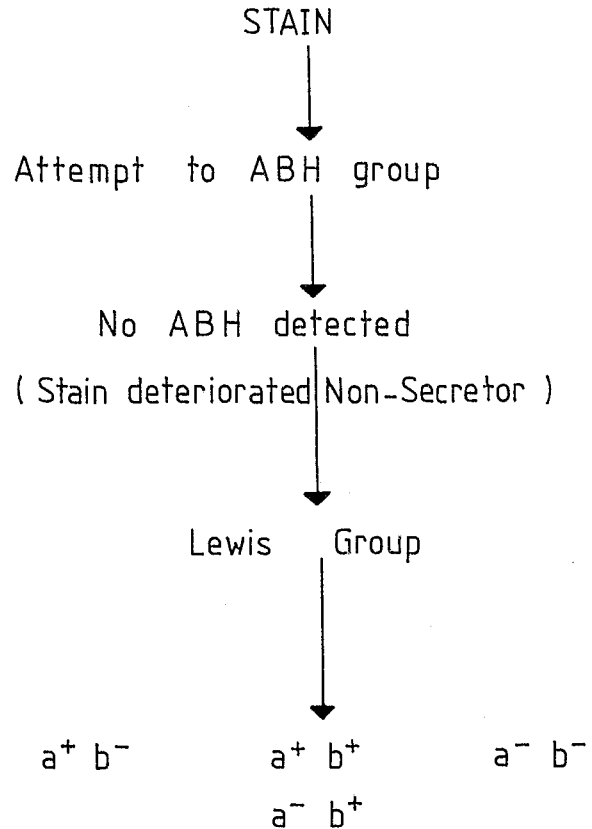 STAIN
Attempt to ABH group
No ABH detected
( Stain deteriorated Non-Secretor )
Lewis Group
a⁺ b⁻ a⁺ b⁺ a⁻ b⁻
a⁻ b⁺